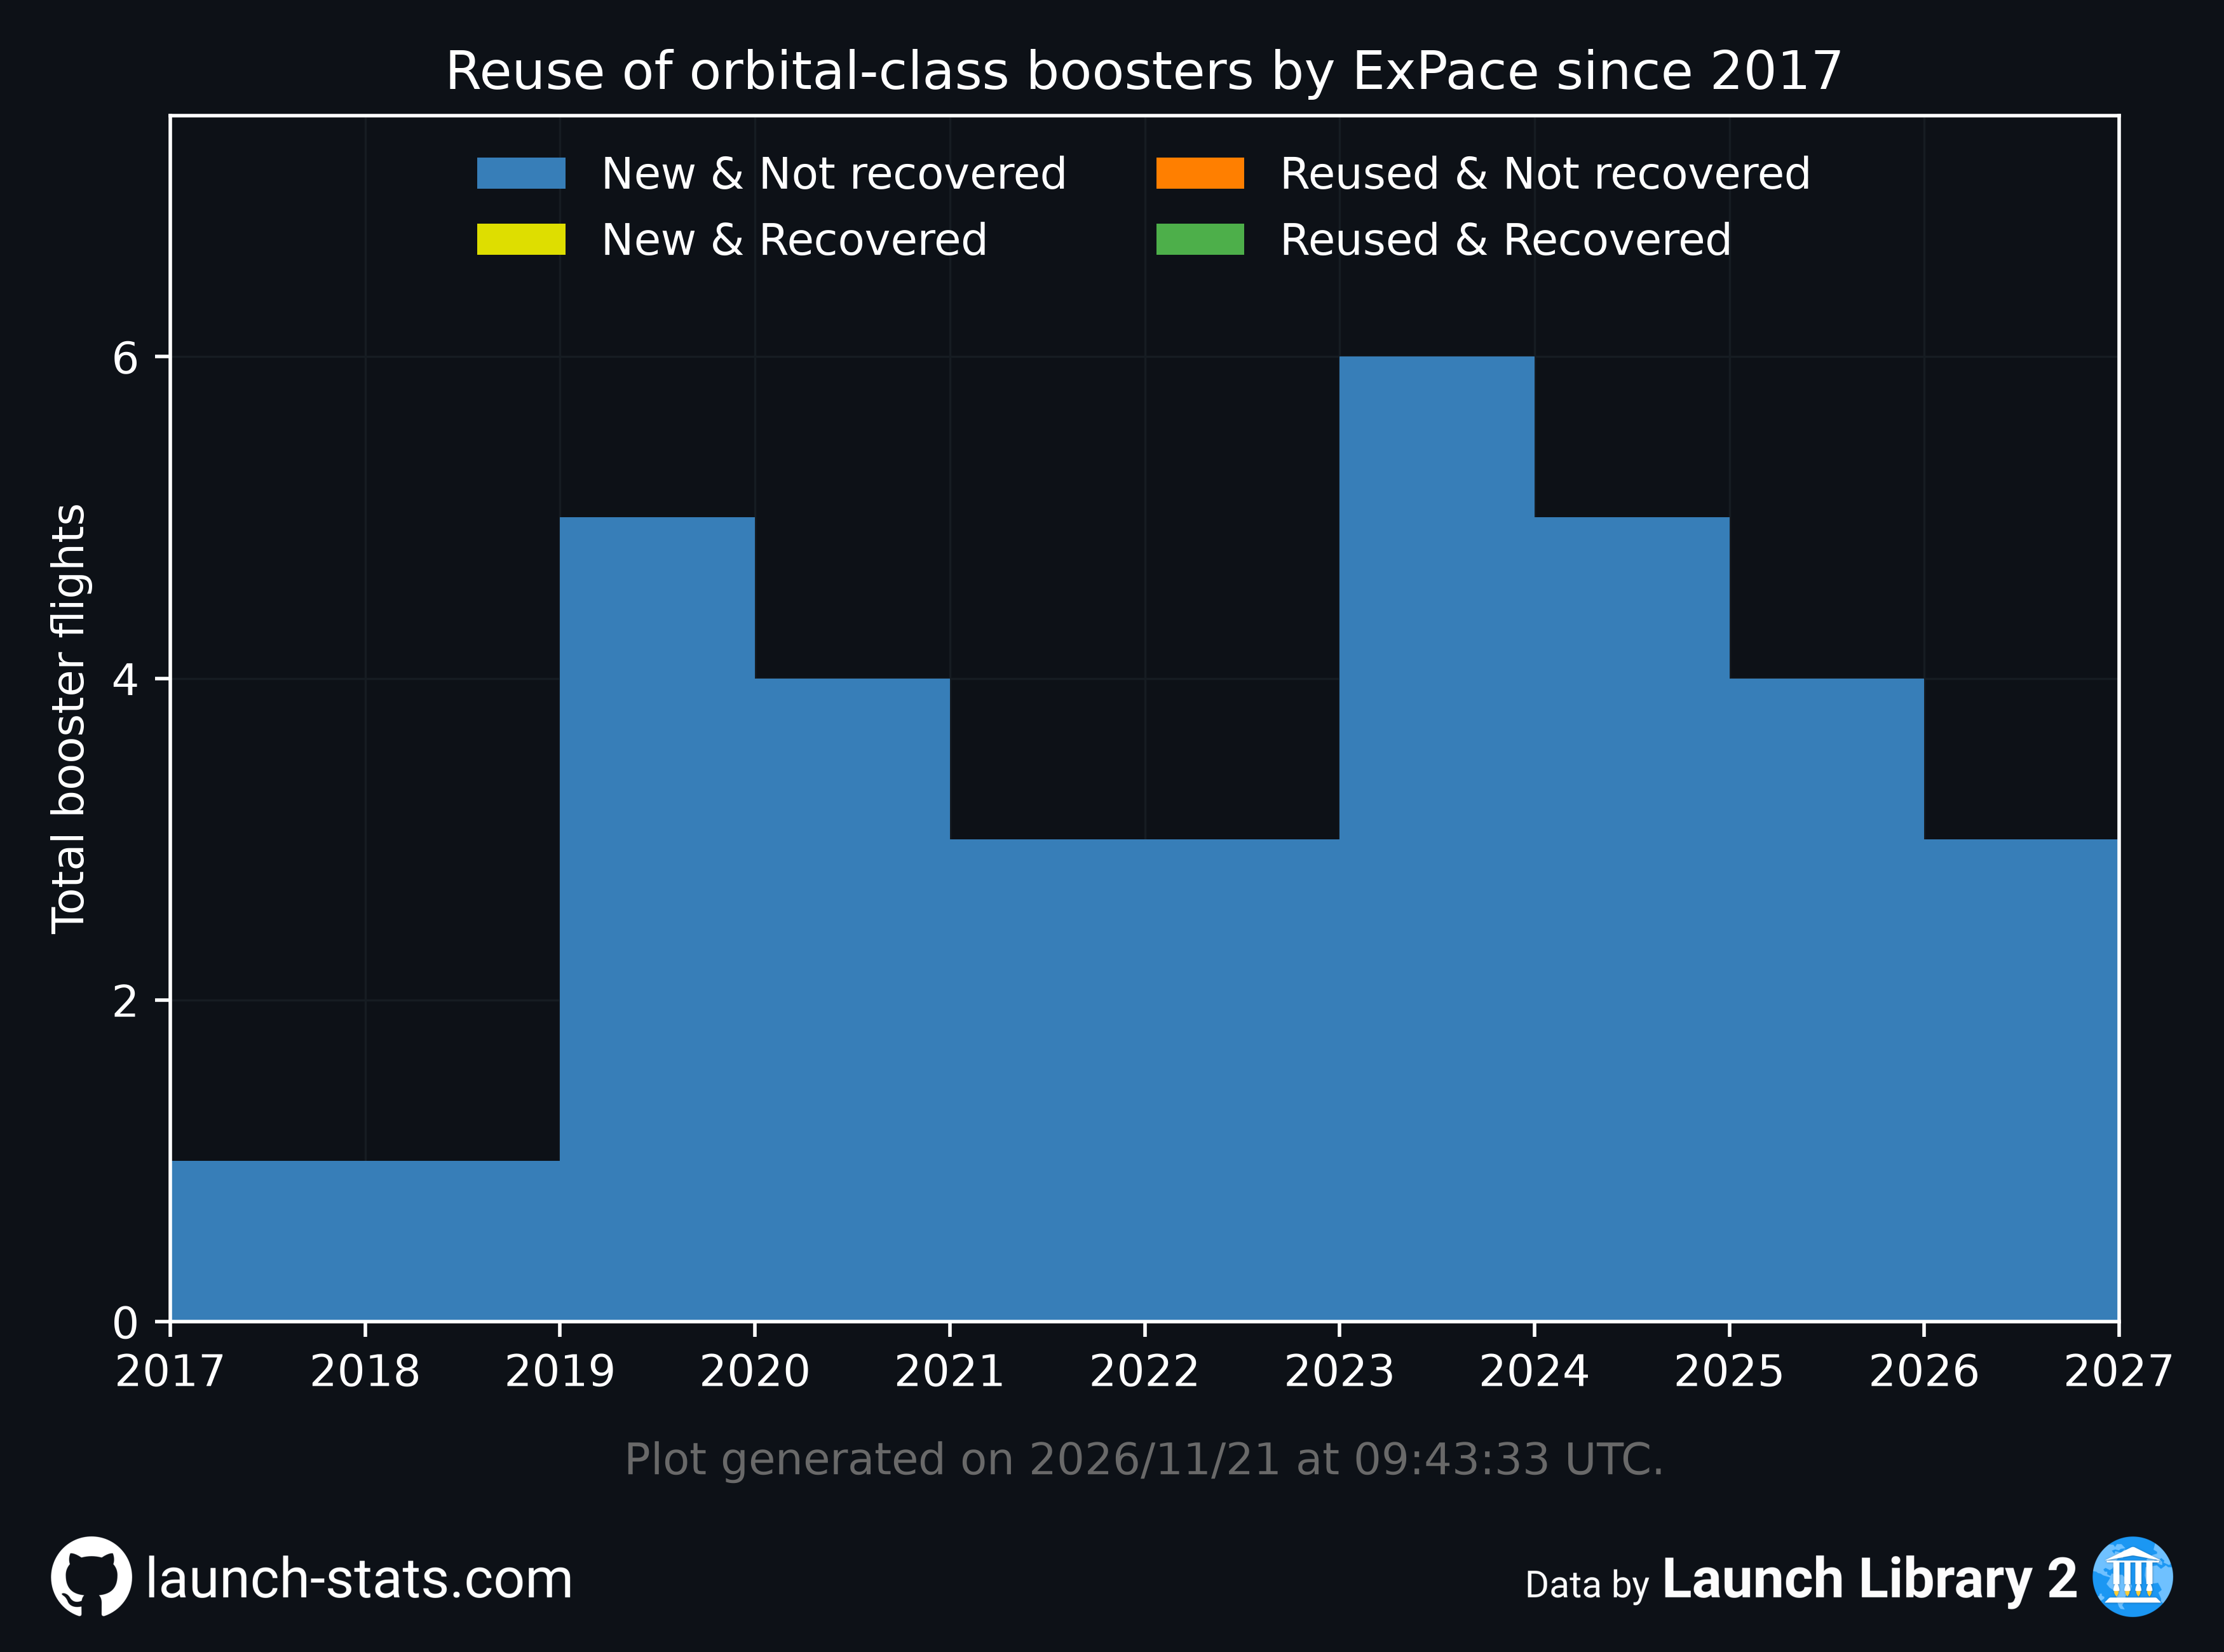 Reuse of orbital-class boosters by ExPace since 2017
New & Not recovered
New & Recovered
Reused & Not recovered
Reused & Recovered
Total booster flights
6
4
2
0
2017 2018 2019 2020 2021 2022 2023 2024 2025 2026 2027
Plot generated on 2026/11/21 at 09:43:33 UTC.
launch-stats.com
Data by Launch Library 2